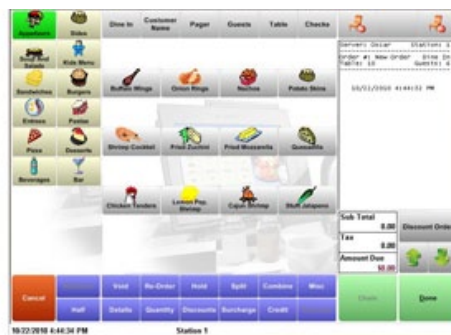 Appetizers Sides
Dine In Customer Name Pager Guests Table Checks
Soup And Salads Kids Menu
Sandwiches Burgers
Entrees Pastas
Pizza Desserts
Beverages Bar
Buffalo Wings Onion Rings Nachos Potato Skins
Shrimp Cocktail Fried Zucchini Fried Mozzarella Quesadilla
Chicken Tenders Lemon Pep. Shrimp Cajun Shrimp Stuft Jalapeno
Server: Oscar Station: 1
Order #: New-Order Dine In
Table: 10 Guests: 4
10/22/2010 4:44:32 PM
Sub Total
0.00
Discount Order
Tax
0.00
Amount Due
$0.00
Cancel Void Re-Order Hold Split Combine Misc
Half Details Quantity Discounts Surcharge Credit
Chain Done
10/22/2010 4:44:34 PM Station 1